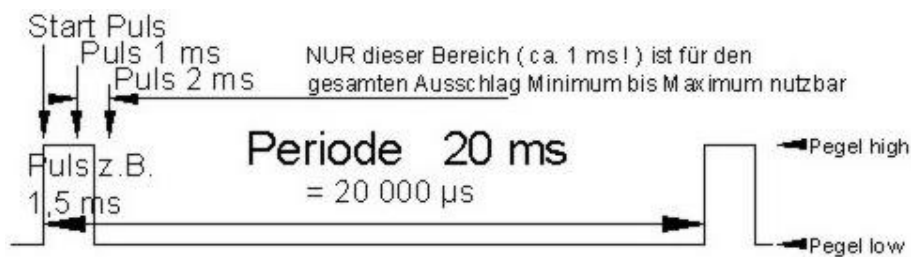 Start Puls
Puls 1 ms
Puls 2 ms
NUR dieser Bereich ( ca. 1 ms! ) ist für den
gesamten Ausschlag Minimum bis Maximum nutzbar
Periode 20 ms
= 20 000 µs
Puls z.B.
1,5 ms
Pegel high
Pegel low